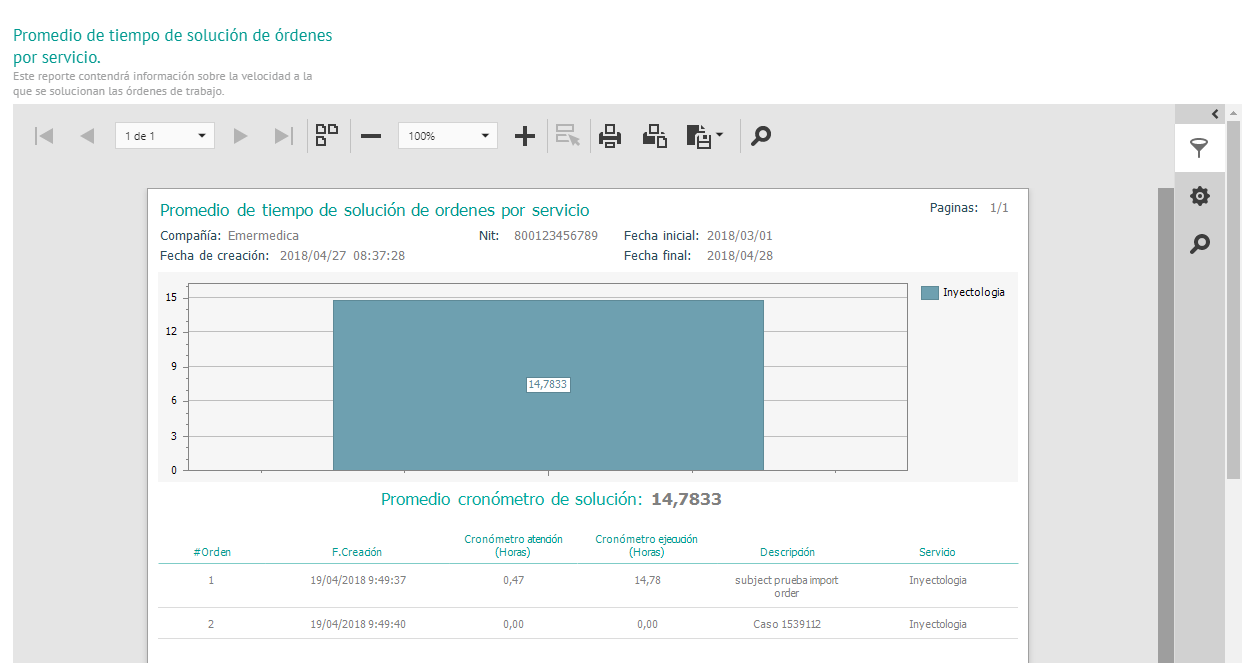 Promedio de tiempo de solución de órdenes
por servicio.
Este reporte contendrá información sobre la velocidad a la
que se solucionan las órdenes de trabajo.
1 de 1
100%
Promedio de tiempo de solución de ordenes por servicio
Paginas: 1/1
Compañía: Emermedica Nit: 800123456789 Fecha inicial: 2018/03/01
Fecha de creación: 2018/04/27 08:37:28 Fecha final: 2018/04/28
15
12
9
6
3
0
14,7833
Inyectologia
Promedio cronómetro de solución: 14,7833
#Orden F.Creación Cronómetro atención (Horas) Cronómetro ejecución (Horas) Descripción Servicio
1 19/04/2018 9:49:37 0,47 14,78 subject prueba import order Inyectologia
2 19/04/2018 9:49:40 0,00 0,00 Caso 1539112 Inyectologia